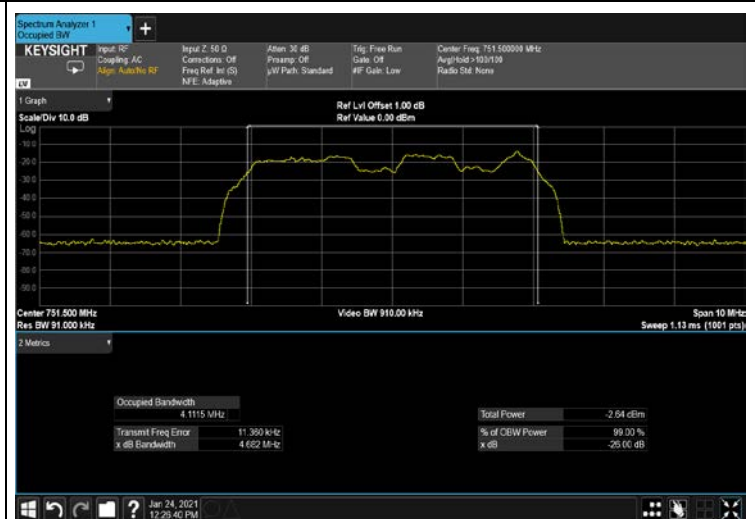 Spectrum Analyzer 1
Occupied BW
KEYSIGHT
Input: RF
Coupling: AC
Align: Auto/No RF
Input Z: 50 Ω
Corrections: Off
Freq Ref: Int (S)
NFE: Adaptive
Atten: 30 dB
Preamp: Off
µW Path: Standard
Trig: Free Run
Gate: Off
#IF Gain: Low
Center Freq: 751.500000 MHz
Avg|Hold:>100/100
Radio Std: None
1 Graph
Scale/Div 10.0 dB
Ref Lvl Offset 1.00 dB
Ref Value 0.00 dBm
Log
-10.0
-20.0
-30.0
-40.0
-50.0
-60.0
-70.0
-80.0
-90.0
Center 751.500 MHz
Res BW 91.000 kHz
Video BW 910.00 kHz
Span 10 MHz
Sweep 1.13 ms (1001 pts)
2 Metrics
Occupied Bandwidth
4.1115 MHz
Transmit Freq Error 11.360 kHz
x dB Bandwidth 4.682 MHz
Total Power -2.64 dBm
% of OBW Power 99.00 %
x dB -26.00 dB
Jan 24, 2021
12:26:40 PM